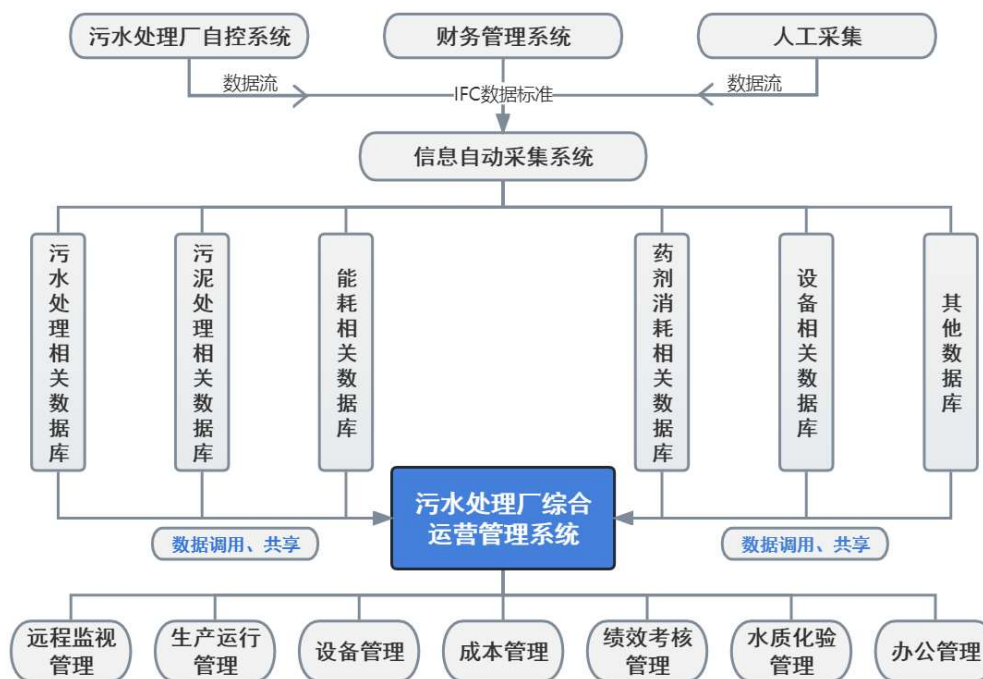 污水处理厂自控系统
财务管理系统
人工采集
数据流
IFC数据标准
数据流
信息自动采集系统
污水处理相关数据库
污泥处理相关数据库
能耗相关数据库
药剂消耗相关数据库
设备相关数据库
其他数据库
污水处理厂综合
运营管理系统
数据调用、共享
数据调用、共享
远程监视
管理
生产运行
管理
设备管理
成本管理
绩效考核
管理
水质化验
管理
办公管理